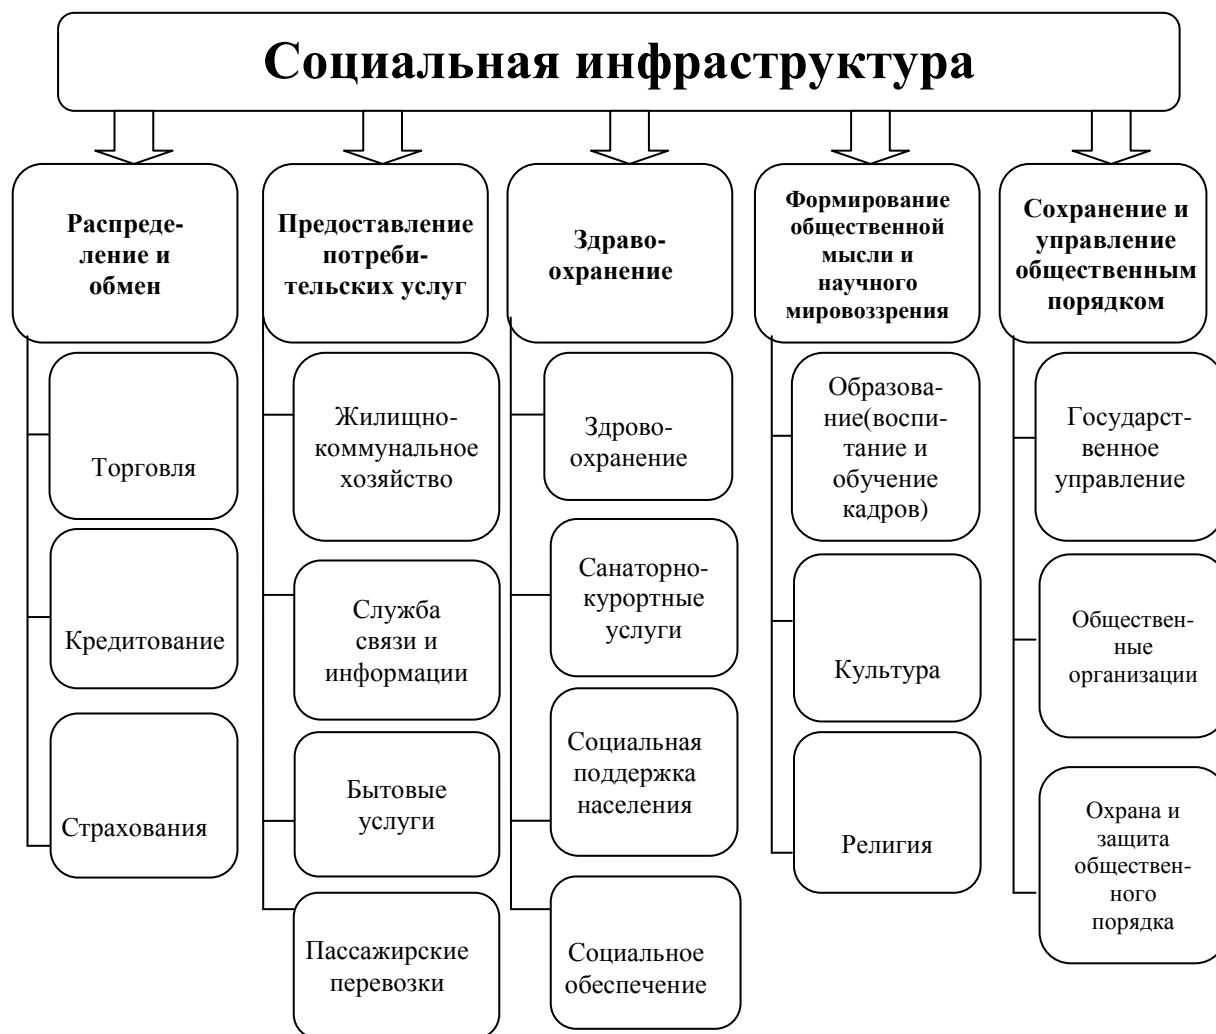 Социальная инфраструктура
Распреде-
ление и
обмен
Торговля
Кредитование
Страхования
Предоставление
потреби-
тельских услуг
Жилищно-
коммунальное
хозяйство
Служба
связи и
информации
Бытовые
услуги
Пассажирские
перевозки
Здраво-
охранение
Здрово-
охранение
Санаторно-
курортные
услуги
Социальная
поддержка
населения
Социальное
обеспечение
Формирование
общественной
мысли и
научного
мировоззрения
Образова-
ние(воспи-
тание и
обучение
кадров)
Культура
Религия
Сохранение и
управление
общественным
порядком
Государст-
венное
управление
Обществен-
ные
организации
Охрана и
защита
обществен-
ного
порядка